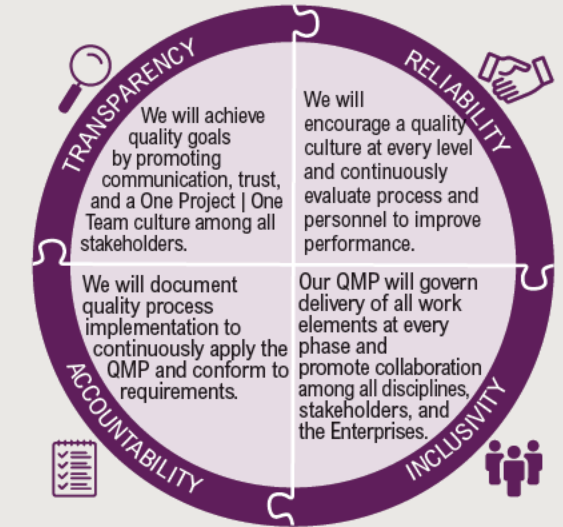 TRANSPARENCY
We will achieve
quality goals
by promoting
communication, trust,
and a One Project | One
Team culture among all
stakeholders.
RELIABILITY
We will
encourage a quality
culture at every level
and continuously
evaluate process and
personnel to improve
performance.
ACCOUNTABILITY
We will document
quality process
implementation to
continuously apply the
QMP and conform to
requirements.
INCLUSIVITY
Our QMP will govern
delivery of all work
elements at every
phase and
promote collaboration
among all disciplines,
stakeholders, and
the Enterprises.